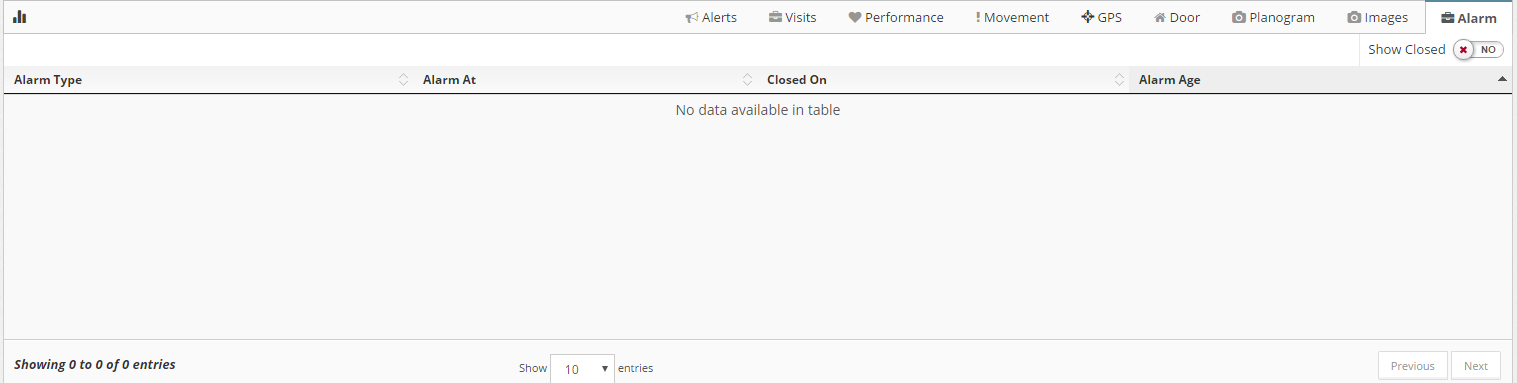 Alerts Visits Performance ! Movement GPS Door Planogram Images Alarm
Show Closed NO
Alarm Type Alarm At Closed On Alarm Age
No data available in table
Showing 0 to 0 of 0 entries Show 10 entries Previous Next